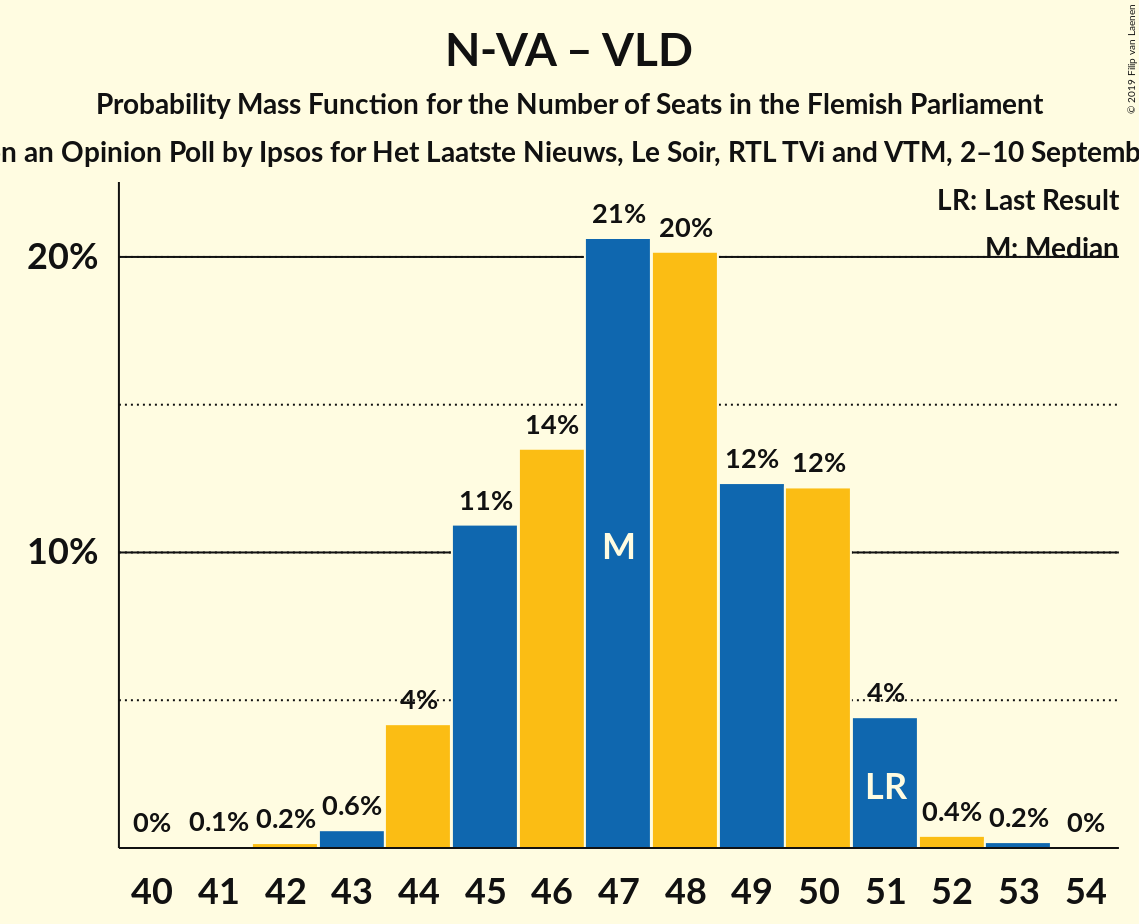 N-VA – VLD
Probability Mass Function for the Number of Seats in the Flemish Parliament
an Opinion Poll by Ipsos for Het Laatste Nieuws, Le Soir, RTL TVi and VTM, 2–10
© 2019 Filip van Laenen
LR: Last Result
M: Median
20%
10%
0% 0.1% 0.2% 0.6% 4% 11% 14% 21% 20% 12% 12% 4% 0.4% 0.2% 0%
M
LR
40 41 42 43 44 45 46 47 48 49 50 51 52 53 54